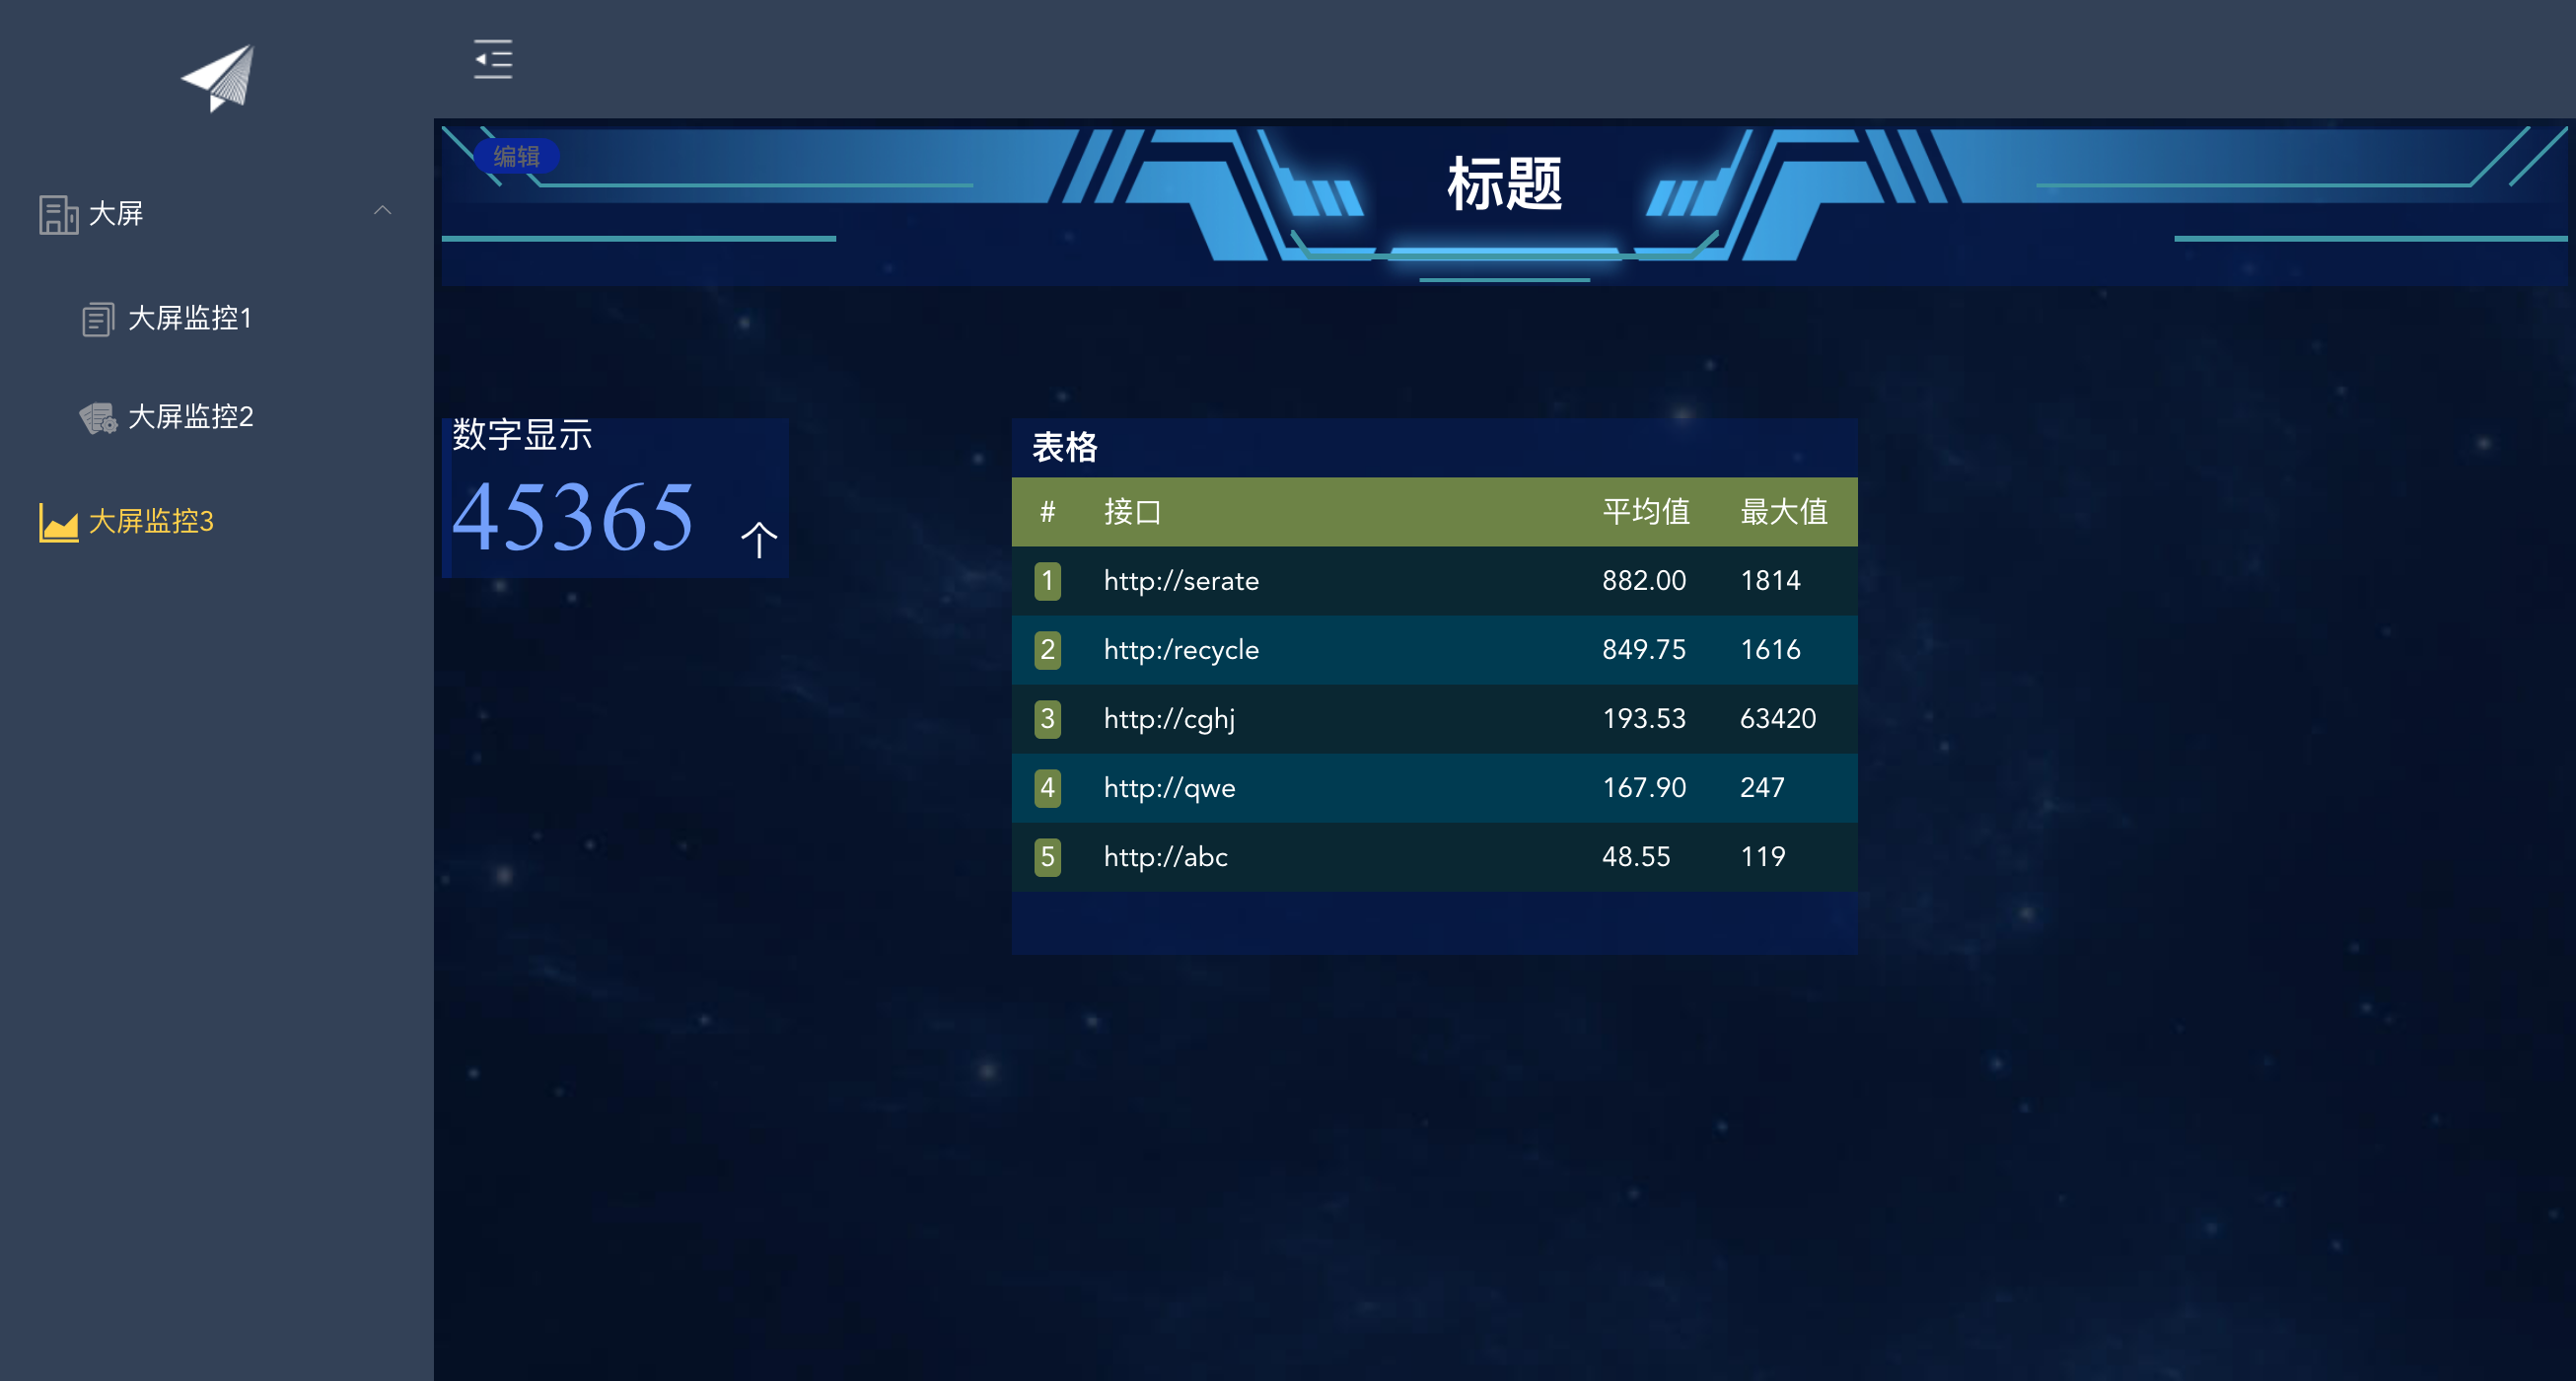 大屏
大屏监控1
大屏监控2
大屏监控3
编辑
标题
数字显示
45365 个
表格
# 接口 平均值 最大值
1 http://serate 882.00 1814
2 http:/recycle 849.75 1616
3 http://cghj 193.53 63420
4 http://qwe 167.90 247
5 http://abc 48.55 119